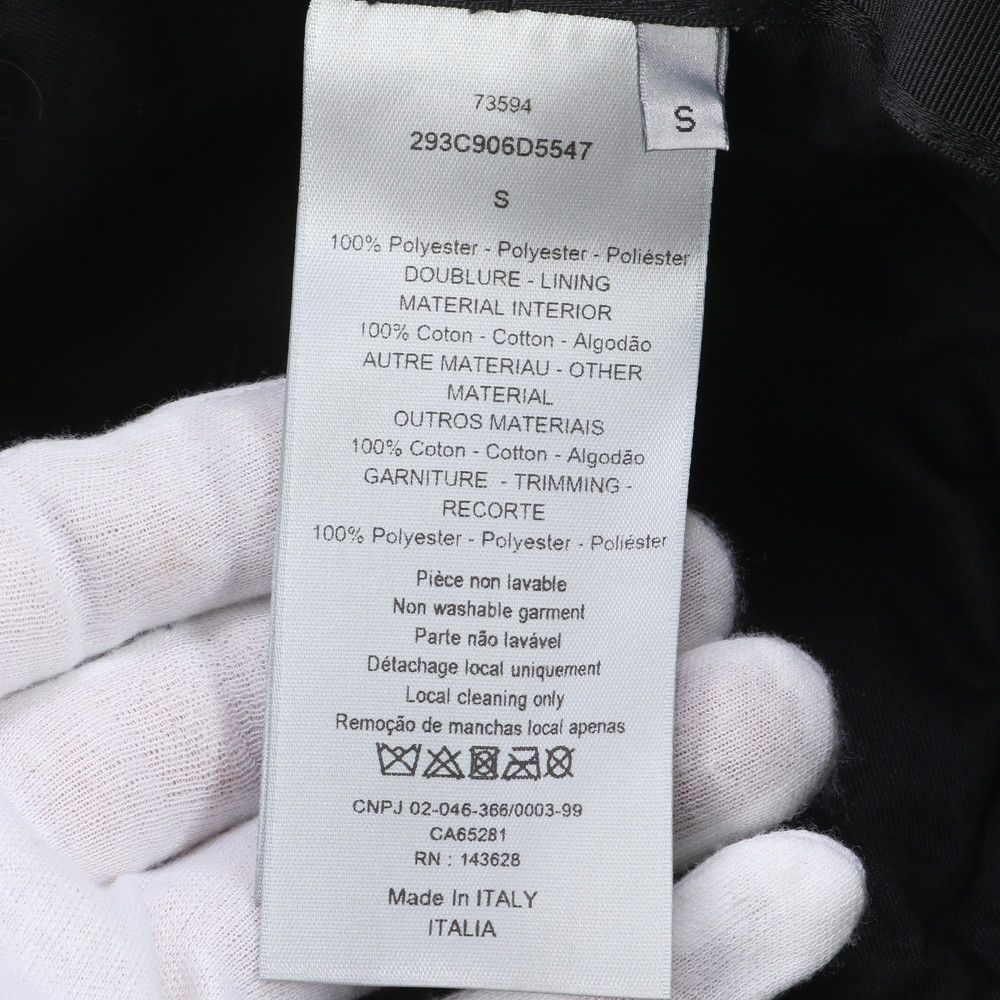 S
73594
293C906D5547
S
100% Polyester - Polyester - Poliéster
DOUBLURE - LINING
MATERIAL INTERIOR
100% Coton - Cotton - Algodão
AUTRE MATERIAU - OTHER
MATERIAL
OUTROS MATERIAIS
100% Coton - Cotton - Algodão
GARNITURE - TRIMMING -
RECORTE
100% Polyester - Polyester - Poliéster
Pièce non lavable
Non washable garment
Parte não lavável
Détachage local uniquement
Local cleaning only
Remoção de manchas local apenas
CNPJ 02-046-366/0003-99
CA65281
RN : 143628
Made In ITALY
ITALIA